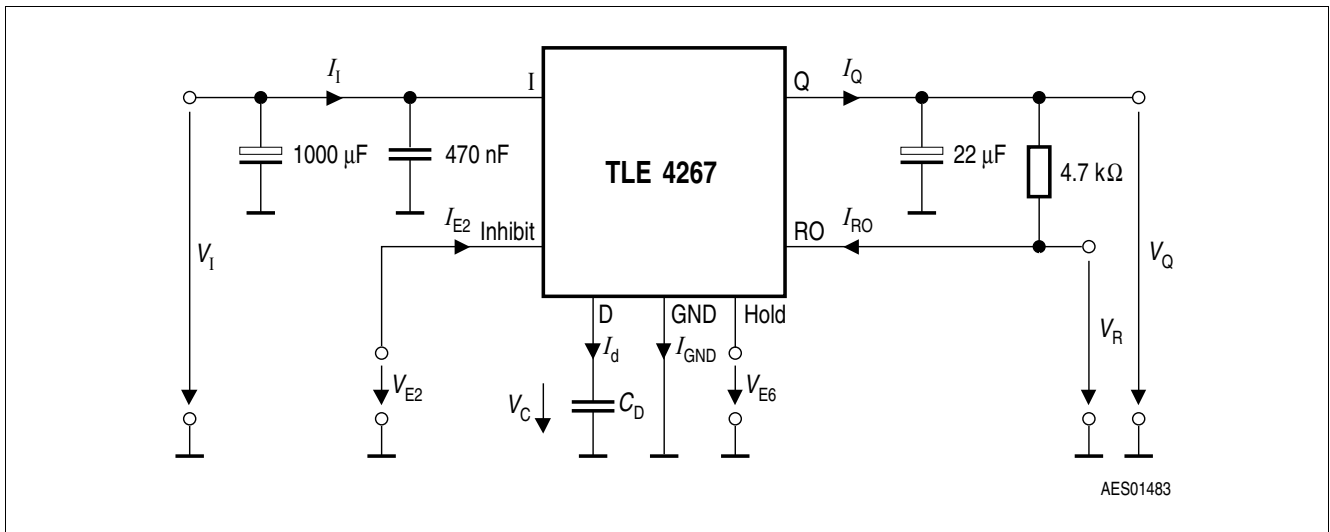 I_I I Q I_Q
1000 µF 470 nF TLE 4267 22 µF 4.7 kΩ
I_E2 Inhibit RO I_RO
V_I V_Q
D GND Hold
I_d I_GND V_R
V_E2 V_C C_D V_E6
AES01483